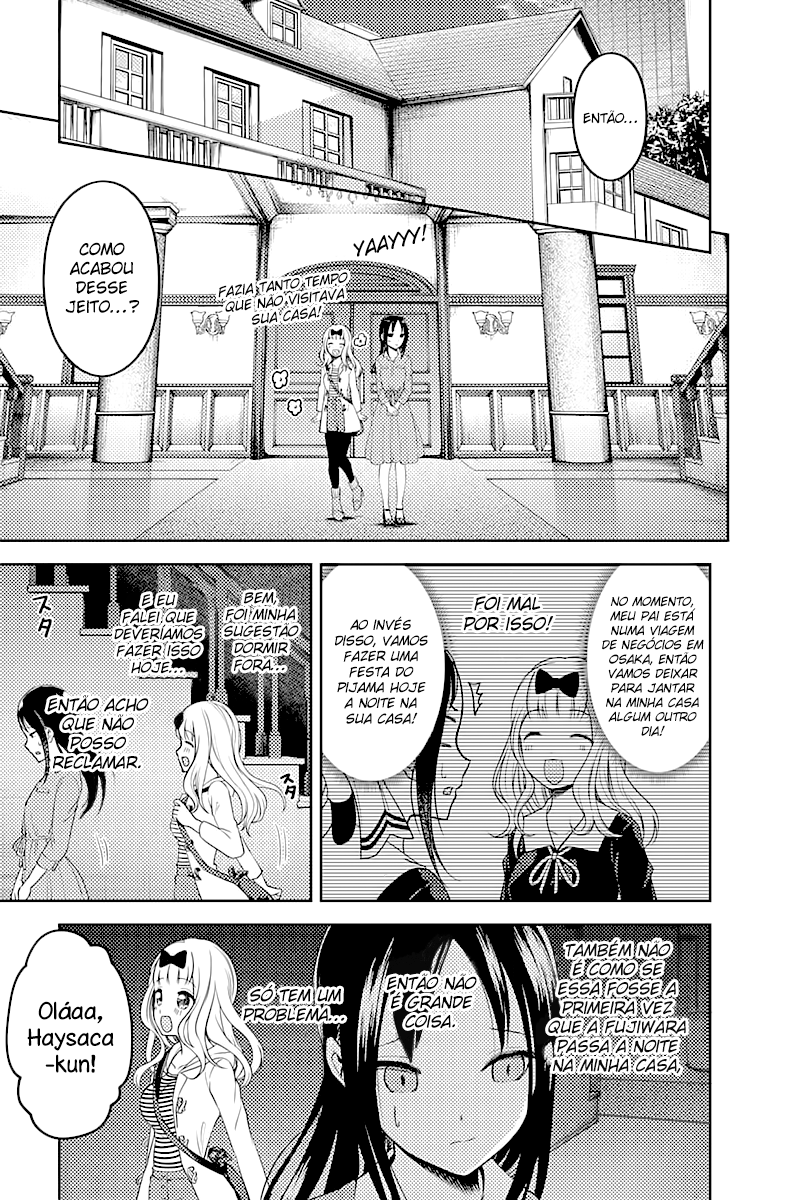 ENTÃO...
YAAYYY!
FAZIA TANTO TEMPO
QUE NÃO VISITAVA
SUA CASA!
COMO
ACABOU
DESSE
JEITO...?
NO MOMENTO,
MEU PAI ESTÁ
NUMA VIAGEM
DE NEGÓCIOS EM
OSAKA, ENTÃO
VAMOS DEIXAR
PARA JANTAR
NA MINHA CASA
ALGUM OUTRO
DIA!
FOI MAL
POR ISSO!
AO INVÉS
DISSO, VAMOS
FAZER UMA
FESTA DO
PIJAMA HOJE
A NOITE NA
SUA CASA!
BEM,
FOI MINHA
SUGESTÃO
DORMIR
FORA...
E EU
FALEI QUE
DEVERÍAMOS
FAZER ISSO
HOJE...
ENTÃO ACHO
QUE NÃO
POSSO
RECLAMAR.
スタ
スタ
TAMBÉM NÃO
É COMO SE
ESSA FOSSE A
PRIMEIRA VEZ
QUE A FUJIWARA
PASSA A NOITE
NA MINHA CASA,
ENTÃO NÃO
É GRANDE
COISA.
SÓ TEM UM
PROBLEMA...
Oláaa,
Haysaca
-kun!